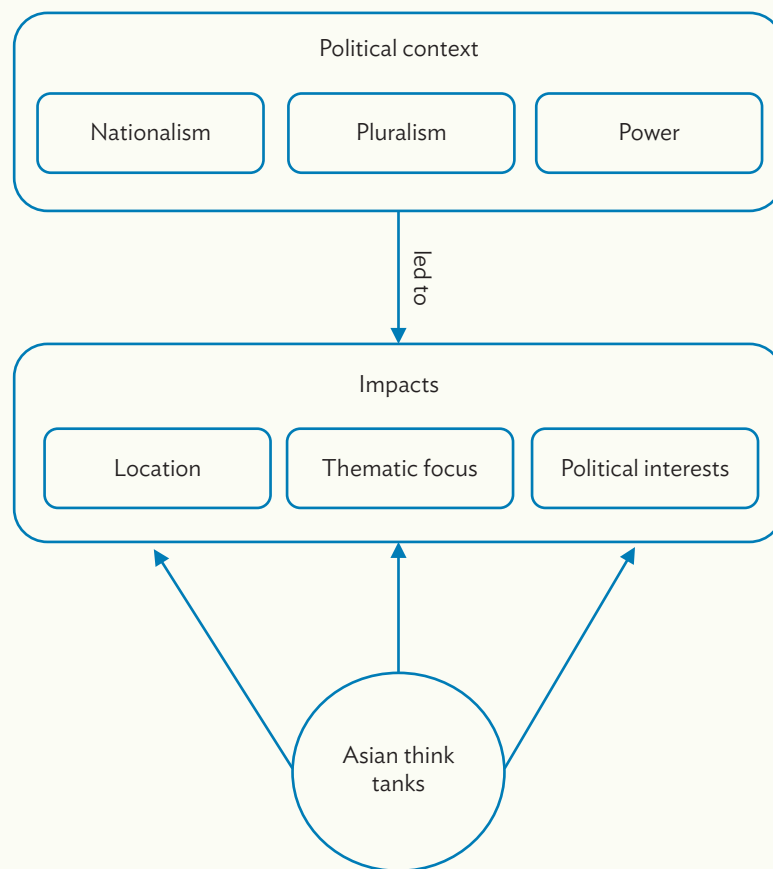 Political context
Nationalism
Pluralism
Power
led to
Impacts
Location
Thematic focus
Political interests
Asian think
tanks